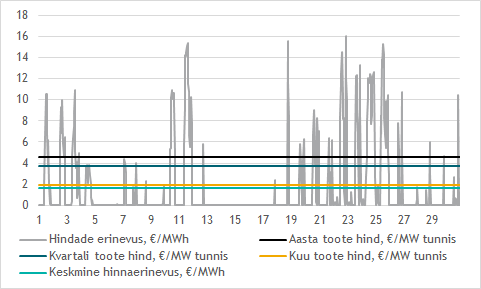 18
16
14
12
10
8
6
4
2
0
1 3 5 7 9 11 13 15 17 19 21 23 25 27 29
Hindade erinevus, €/MWh Aasta toote hind, €/MW tunnis
Kvartali toote hind, €/MW tunnis Kuu toote hind, €/MW tunnis
Keskmine hinnaerinevus, €/MWh